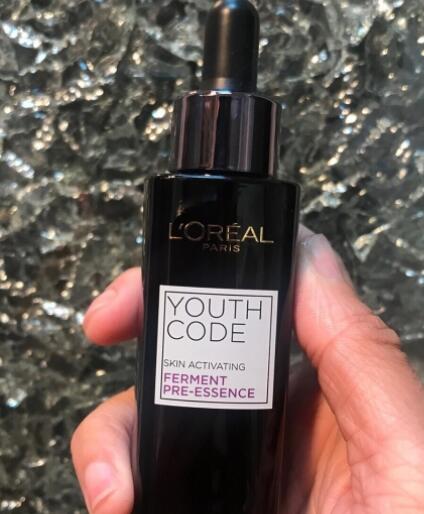 L'ORÉAL
PARIS
YOUTH
CODE
SKIN ACTIVATING
FERMENT
PRE-ESSENCE